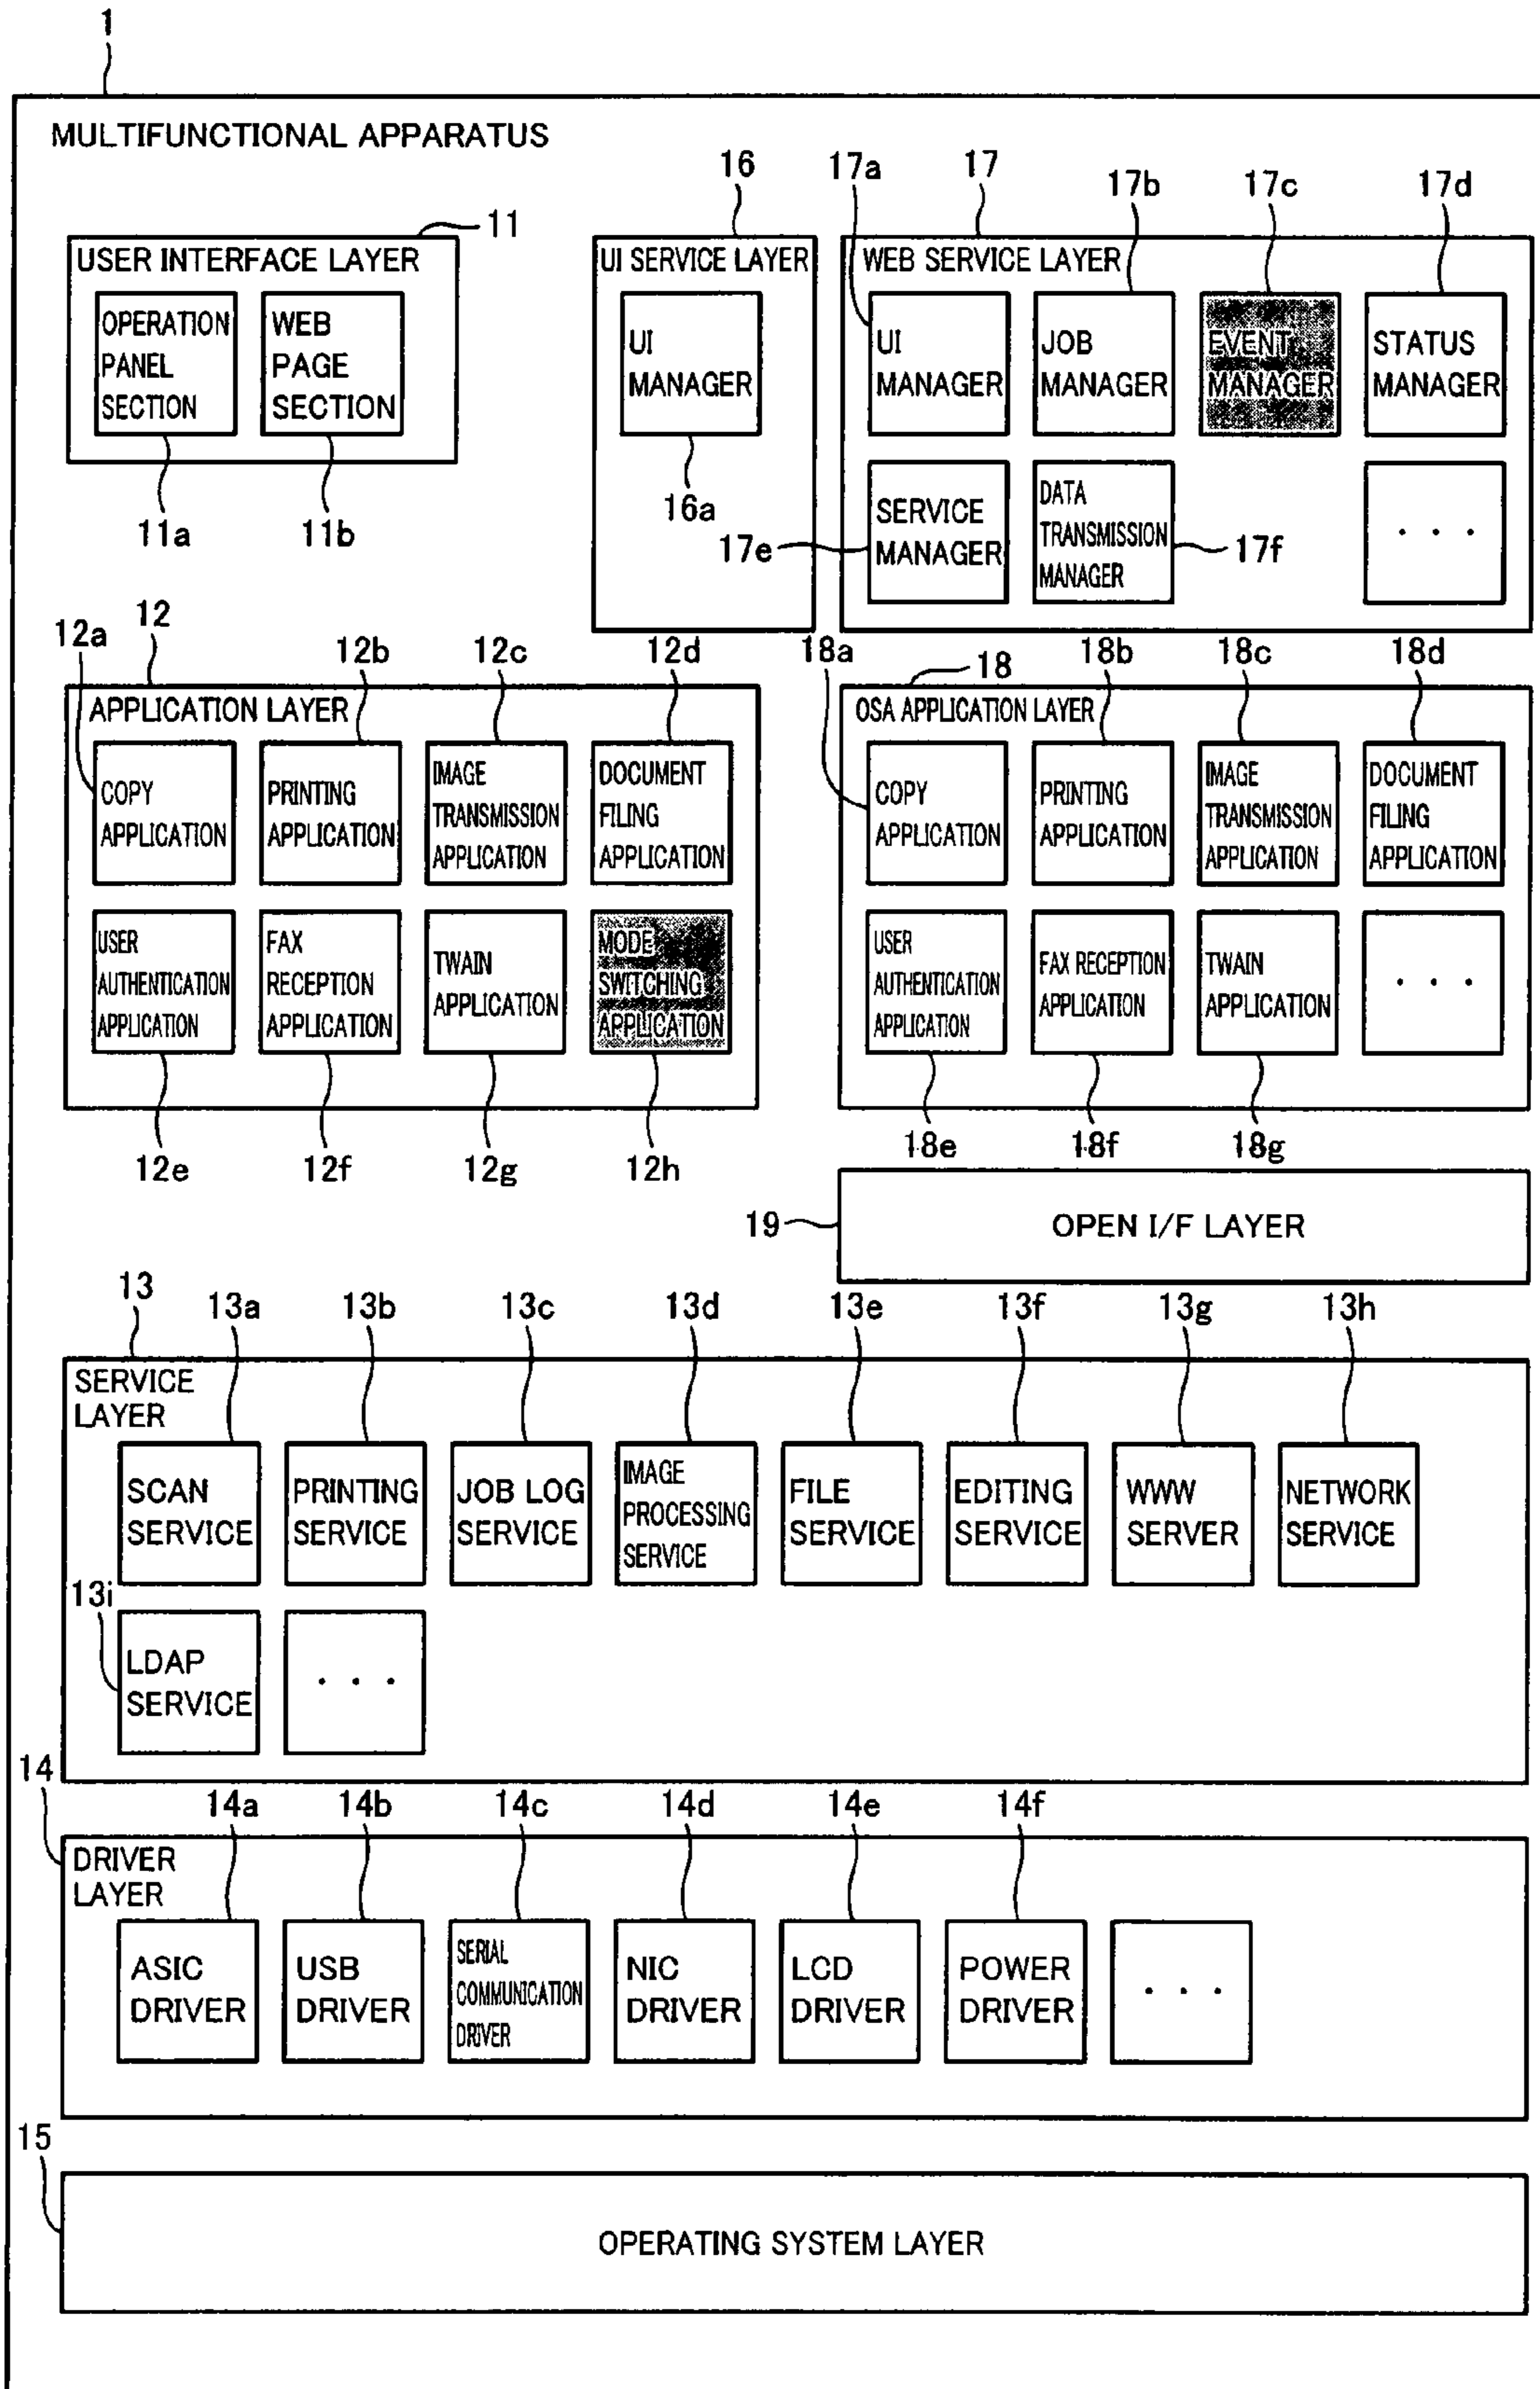 1
MULTIFUNCTIONAL APPARATUS
11
USER INTERFACE LAYER
OPERATION
PANEL
SECTION
WEB
PAGE
SECTION
11a
11b
16
UI SERVICE LAYER
UI
MANAGER
16a
17a
17
17b
17c
17d
WEB SERVICE LAYER
UI
MANAGER
JOB
MANAGER
EVENT
MANAGER
STATUS
MANAGER
SERVICE
MANAGER
17e
DATA
TRANSMISSION
MANAGER
17f
. . .
12a
12
12b
12c
12d
APPLICATION LAYER
COPY
APPLICATION
PRINTING
APPLICATION
IMAGE
TRANSMISSION
APPLICATION
DOCUMENT
FILING
APPLICATION
USER
AUTHENTICATION
APPLICATION
FAX
RECEPTION
APPLICATION
TWAIN
APPLICATION
MODE
SWITCHING
APPLICATION
12e
12f
12g
12h
18a
18
18b
18c
18d
OSA APPLICATION LAYER
COPY
APPLICATION
PRINTING
APPLICATION
IMAGE
TRANSMISSION
APPLICATION
DOCUMENT
FILING
APPLICATION
USER
AUTHENTICATION
APPLICATION
FAX RECEPTION
APPLICATION
TWAIN
APPLICATION
. . .
18e
18f
18g
19
OPEN I/F LAYER
13
13a
13b
13c
13d
13e
13f
13g
13h
SERVICE
LAYER
SCAN
SERVICE
PRINTING
SERVICE
JOB LOG
SERVICE
IMAGE
PROCESSING
SERVICE
FILE
SERVICE
EDITING
SERVICE
WWW
SERVER
NETWORK
SERVICE
13i
LDAP
SERVICE
. . .
14
14a
14b
14c
14d
14e
14f
DRIVER
LAYER
ASIC
DRIVER
USB
DRIVER
SERIAL
COMMUNICATION
DRIVER
NIC
DRIVER
LCD
DRIVER
POWER
DRIVER
. . .
15
OPERATING SYSTEM LAYER